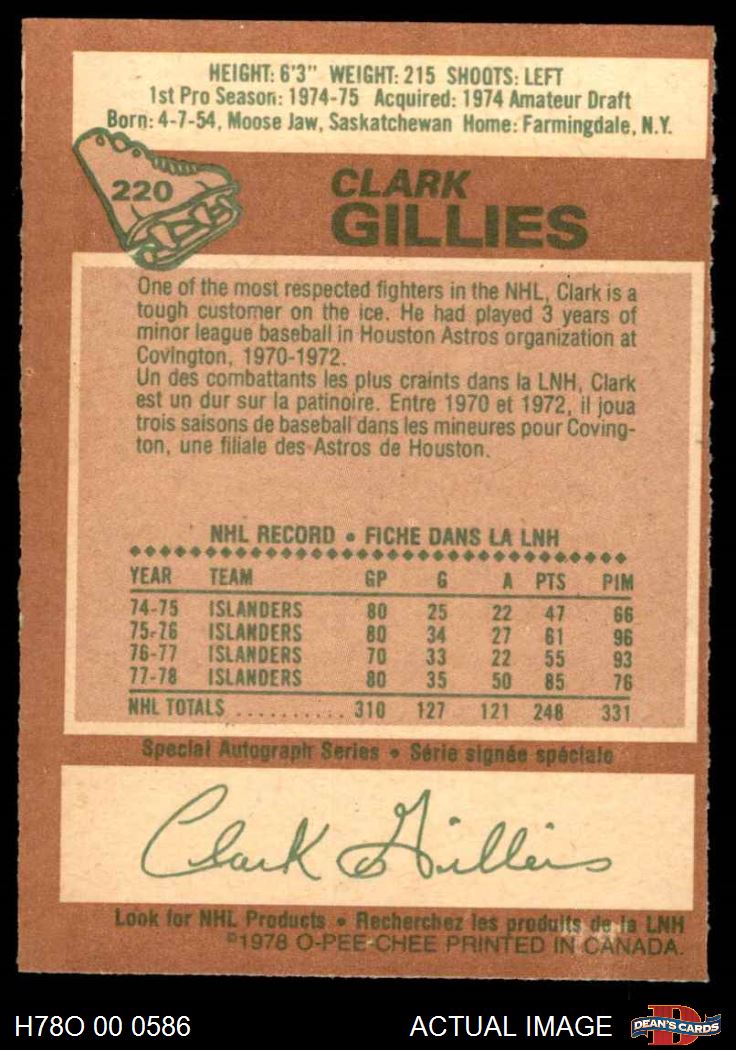 HEIGHT: 6'3" WEIGHT: 215 SHOOTS: LEFT
1st Pro Season: 1974-75 Acquired: 1974 Amateur Draft
Born: 4-7-54, Moose Jaw, Saskatchewan Home: Farmingdale, N.Y.
220
CLARK
GILLIES
One of the most respected fighters in the NHL, Clark is a
tough customer on the ice. He had played 3 years of
minor league baseball in Houston Astros organization at
Covington, 1970-1972.
Un des combattants les plus craints dans la LNH, Clark
est un dur sur la patinoire. Entre 1970 et 1972, il joua
trois saisons de baseball dans les mineures pour Coving-
ton, une filiale des Astros de Houston.
NHL RECORD • FICHE DANS LA LNH
YEAR TEAM GP G A PTS PIM
74-75 ISLANDERS 80 25 22 47 66
75-76 ISLANDERS 80 34 27 61 96
76-77 ISLANDERS 70 33 22 55 93
77-78 ISLANDERS 80 35 50 85 76
NHL TOTALS .......... 310 127 121 248 331
Special Autograph Series • Série signée spéciale
Clark Gillies
Look for NHL Products • Recherchez les produits de la LNH
©1978 O-PEE-CHEE PRINTED IN CANADA.
H78O 00 0586 ACTUAL IMAGE DEAN'S CARDS